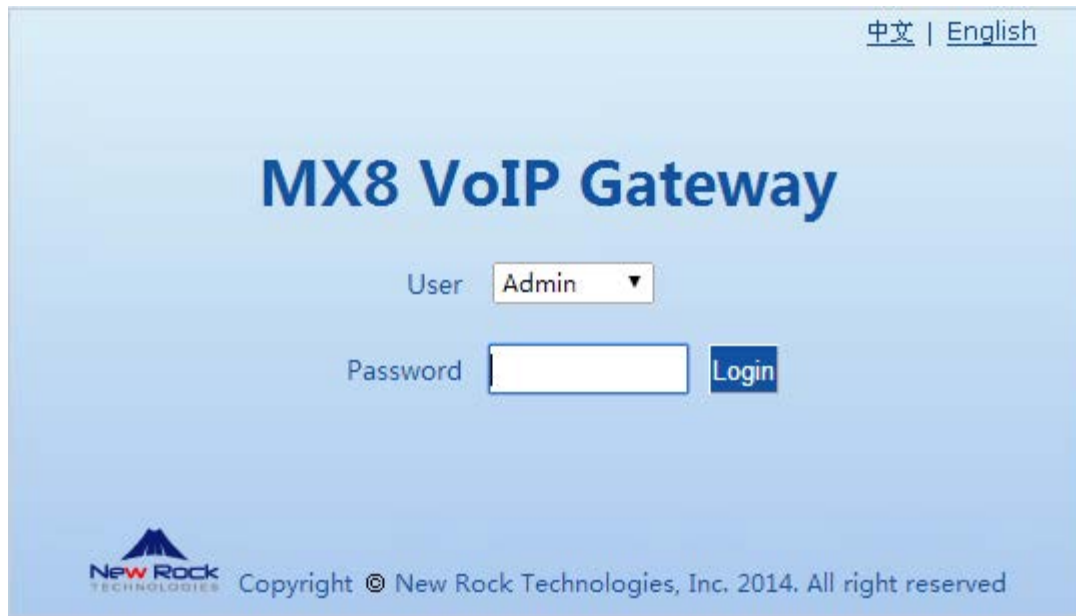 中文 | English
MX8 VoIP Gateway
User Admin
Password Login
New Rock
TECHNOLOGIES
Copyright © New Rock Technologies, Inc. 2014. All right reserved